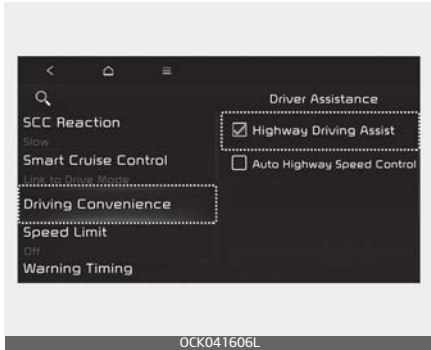 Driver Assistance
SCC Reaction
Slow
Smart Cruise Control
Link to Drive Mode
Driving Convenience
Speed Limit
Off
Warning Timing
Highway Driving Assist
Auto Highway Speed Control
OCK041606L